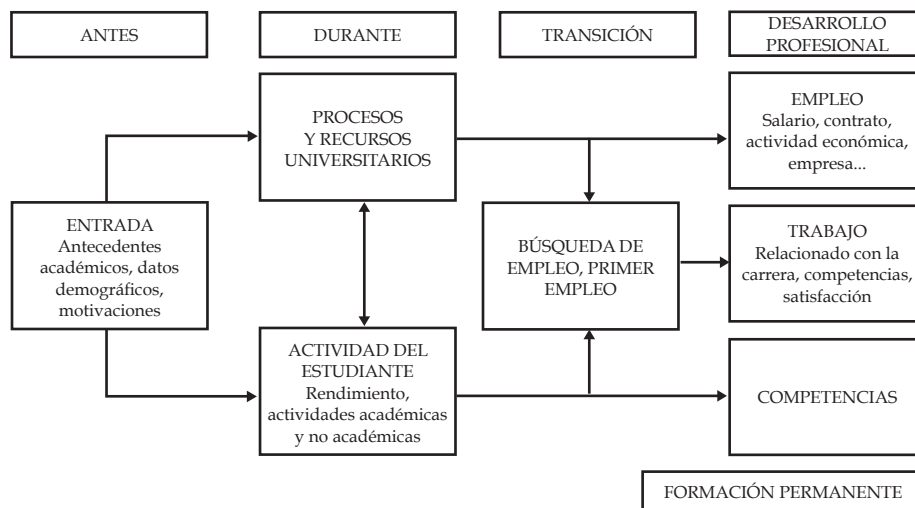 ANTES
DURANTE
TRANSICIÓN
DESARROLLO
PROFESIONAL
PROCESOS
Y RECURSOS
UNIVERSITARIOS
EMPLEO
Salario, contrato,
actividad económica,
empresa...
ENTRADA
Antecedentes
académicos, datos
demográficos,
motivaciones
BÚSQUEDA DE
EMPLEO, PRIMER
EMPLEO
TRABAJO
Relacionado con la
carrera, competencias,
satisfacción
ACTIVIDAD DEL
ESTUDIANTE
Rendimiento,
actividades académicas
y no académicas
COMPETENCIAS
FORMACIÓN PERMANENTE